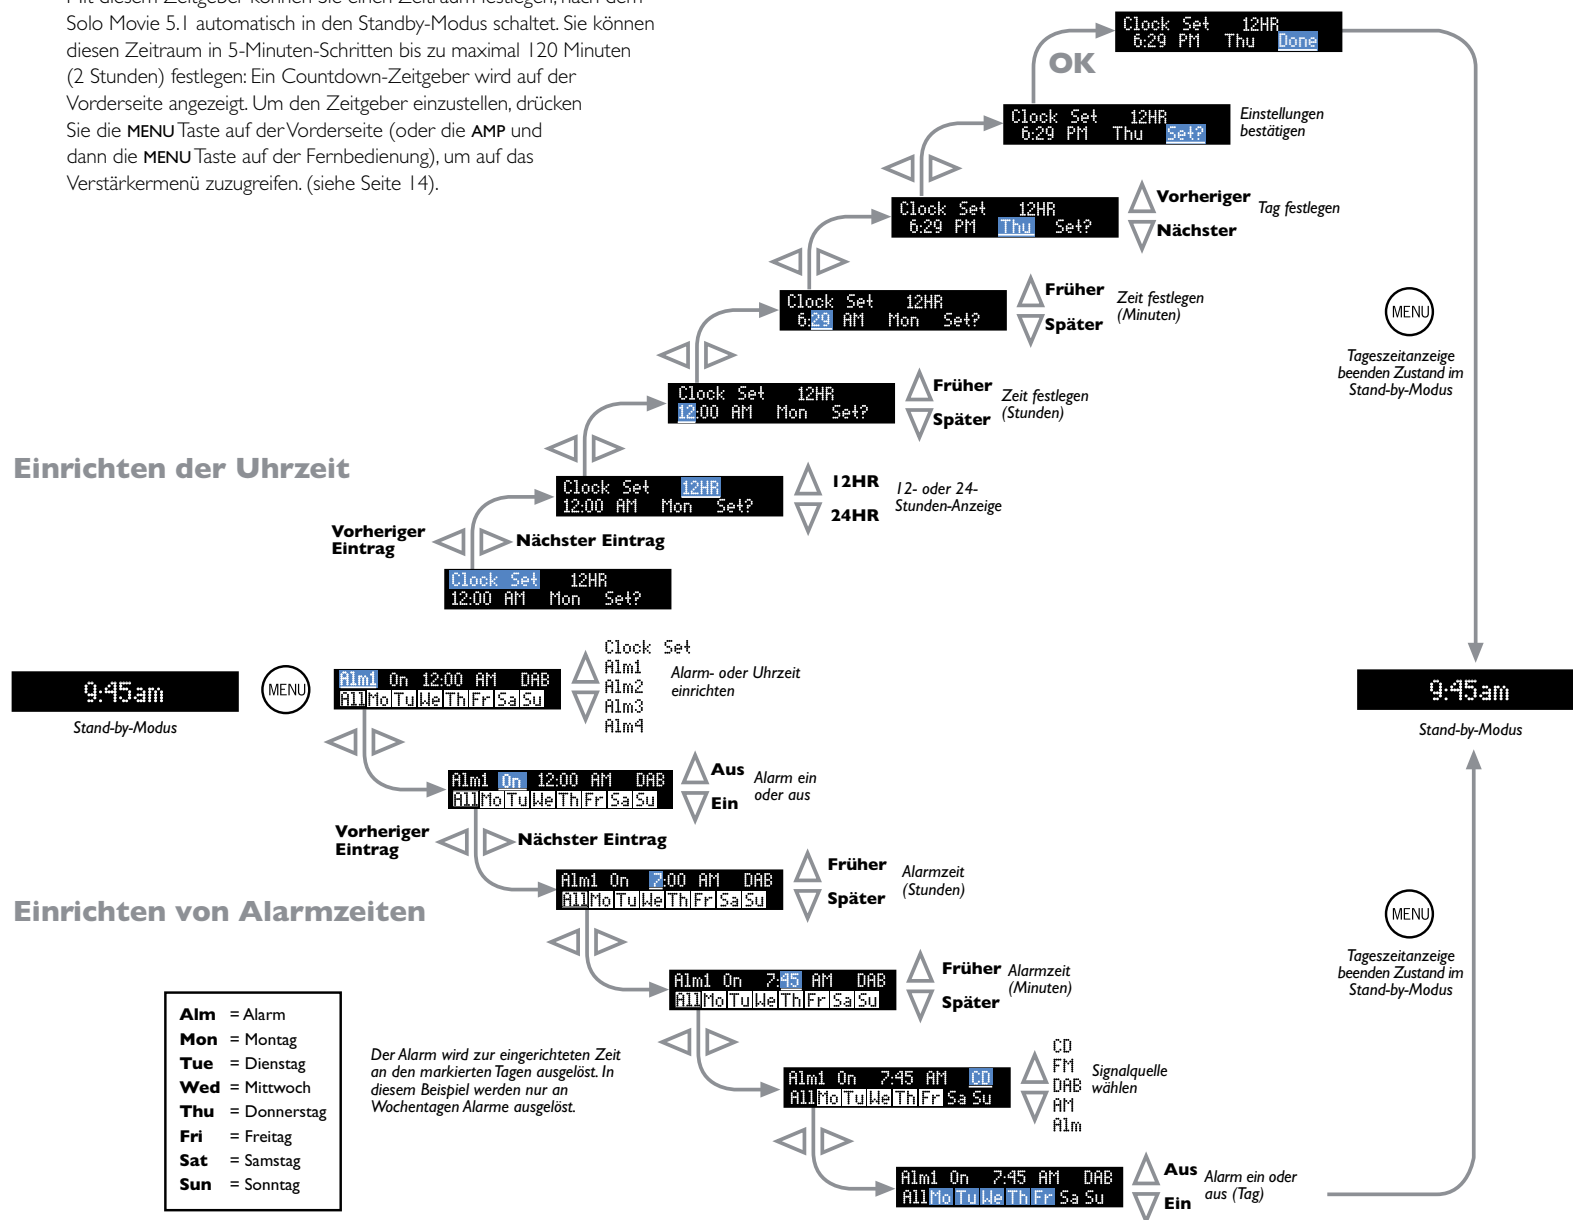 Mit diesem Zeitgeber können Sie einen Zeitraum festlegen, nach dem
Solo Movie 5.1 automatisch in den Standby-Modus schaltet. Sie können
diesen Zeitraum in 5-Minuten-Schritten bis zu maximal 120 Minuten
(2 Stunden) festlegen: Ein Countdown-Zeitgeber wird auf der
Vorderseite angezeigt. Um den Zeitgeber einzustellen, drücken
Sie die MENU Taste auf der Vorderseite (oder die AMP und
dann die MENU Taste auf der Fernbedienung), um auf das
Verstärkermenü zuzugreifen. (siehe Seite 14).
Clock Set 12HR
6:29 PM Thu Done
OK
Clock Set 12HR
6:29 PM Thu Set?
Einstellungen
bestätigen
Clock Set 12HR
6:29 PM Thu Set?
Vorheriger
Nächster
Tag festlegen
Clock Set 12HR
6:29 AM Mon Set?
Früher
Später
Zeit festlegen
(Minuten)
MENU
Tageszeitanzeige
beenden Zustand im
Stand-by-Modus
Clock Set 12HR
12:00 AM Mon Set?
Früher
Später
Zeit festlegen
(Stunden)
Einrichten der Uhrzeit
Clock Set 12HR
12:00 AM Mon Set?
12HR
24HR
12- oder 24-
Stunden-Anzeige
Vorheriger
Eintrag
Nächster Eintrag
Clock Set 12HR
12:00 AM Mon Set?
9:45am
Stand-by-Modus
MENU
Alm1 On 12:00 AM DAB
All Mo Tu We Th Fr Sa Su
Clock Set
Alm1
Alm2
Alm3
Alm4
Alarm- oder Uhrzeit
einrichten
9:45am
Stand-by-Modus
Alm1 On 12:00 AM DAB
All Mo Tu We Th Fr Sa Su
Aus
Ein
Alarm ein
oder aus
Vorheriger
Eintrag
Nächster Eintrag
Alm1 On 7:00 AM DAB
All Mo Tu We Th Fr Sa Su
Früher
Später
Alarmzeit
(Stunden)
Einrichten von Alarmzeiten
MENU
Tageszeitanzeige
beenden Zustand im
Stand-by-Modus
Alm1 On 7:45 AM DAB
All Mo Tu We Th Fr Sa Su
Früher
Später
Alarmzeit
(Minuten)
Alm = Alarm
Mon = Montag
Tue = Dienstag
Wed = Mittwoch
Thu = Donnerstag
Fri = Freitag
Sat = Samstag
Sun = Sonntag
Der Alarm wird zur eingerichteten Zeit
an den markierten Tagen ausgelöst. In
diesem Beispiel werden nur an
Wochentagen Alarme ausgelöst.
Alm1 On 7:45 AM CD
All Mo Tu We Th Fr Sa Su
CD
FM
DAB
AM
Alm
Signalquelle
wählen
Alm1 On 7:45 AM DAB
All Mo Tu We Th Fr Sa Su
Aus
Ein
Alarm ein oder
aus (Tag)